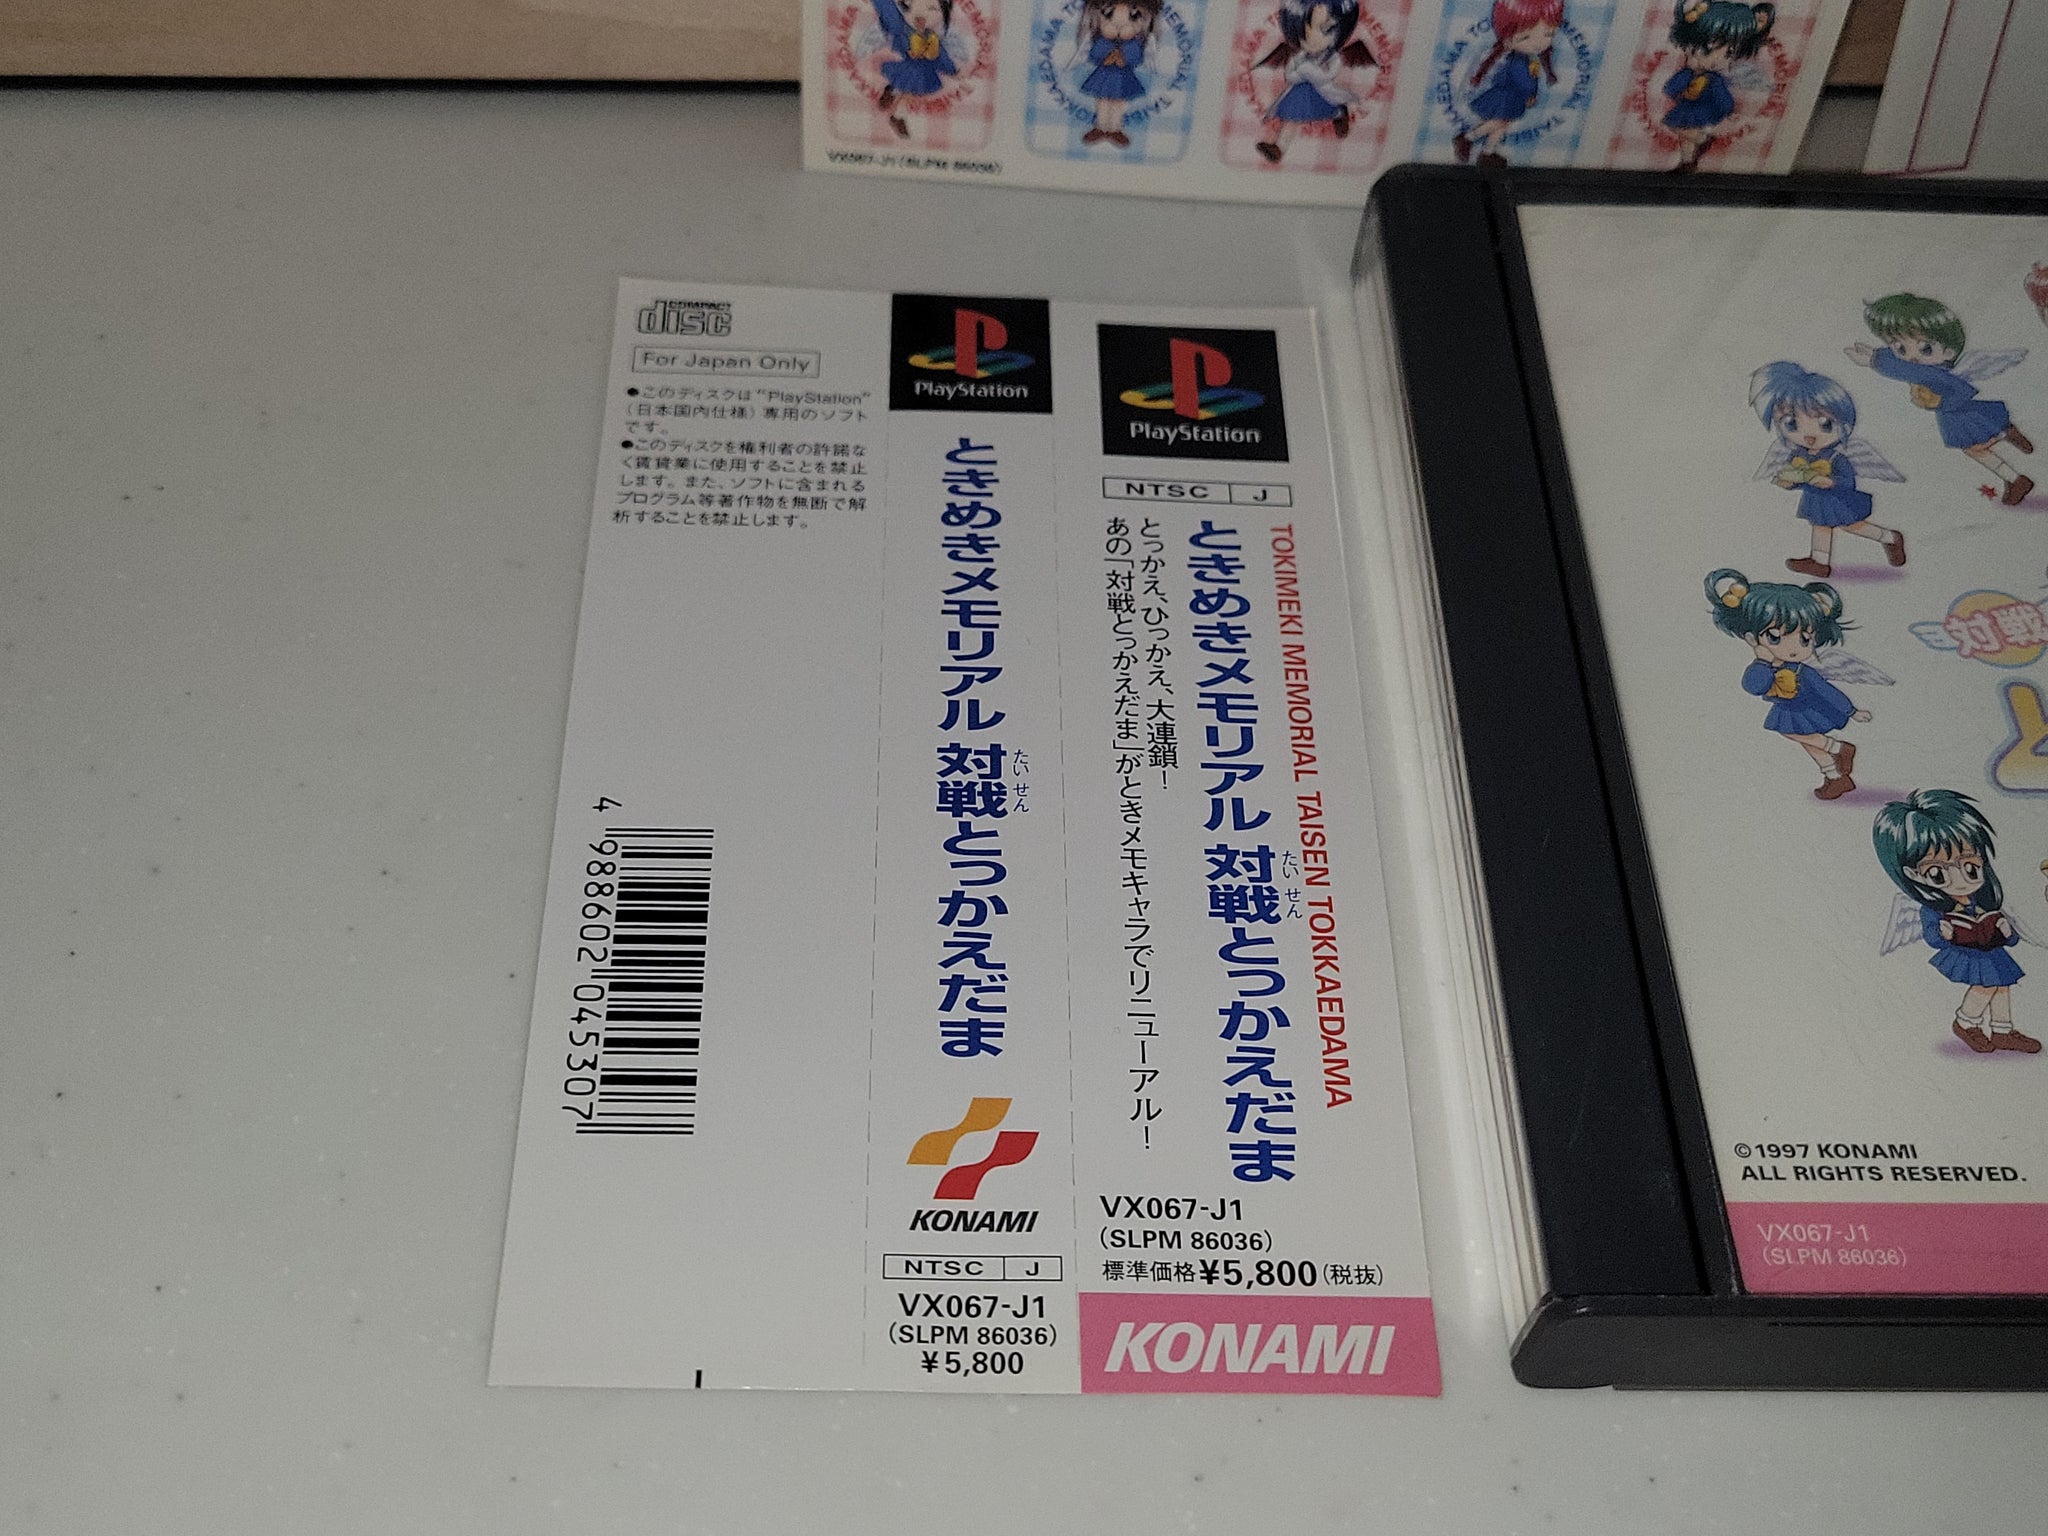 VX067-J1 (SLPM 86036)
TOKIMEKI MEMORIAL TAISEN TOKKAEDAMA
COMPACT
disc
For Japan Only
●このディスクは"PlayStation"
(日本国内仕様)専用のソフト
です。
●このディスクを権利者の許諾な
く賃貸業に使用することを禁止
します。また、ソフトに含まれる
プログラム等著作物を無断で解
析することを禁止します。
4 988602 045307
PlayStation
ときめきメモリアル 対戦とっかえだま
たい せん
KONAMI
NTSC J
VX067-J1
(SLPM 86036)
¥5,800
PlayStation
NTSC J
TOKIMEKI MEMORIAL TAISEN TOKKAEDAMA
ときめきメモリアル 対戦とっかえだま
たい せん
とっかえ、ひっかえ、大連鎖!
あの「対戦とっかえだま」がときメモキャラでリニューアル!
VX067-J1
(SLPM 86036)
標準価格¥5,800(税抜)
KONAMI
対戦
©1997 KONAMI
ALL RIGHTS RESERVED.
VX067-J1
(SLPM 86036)